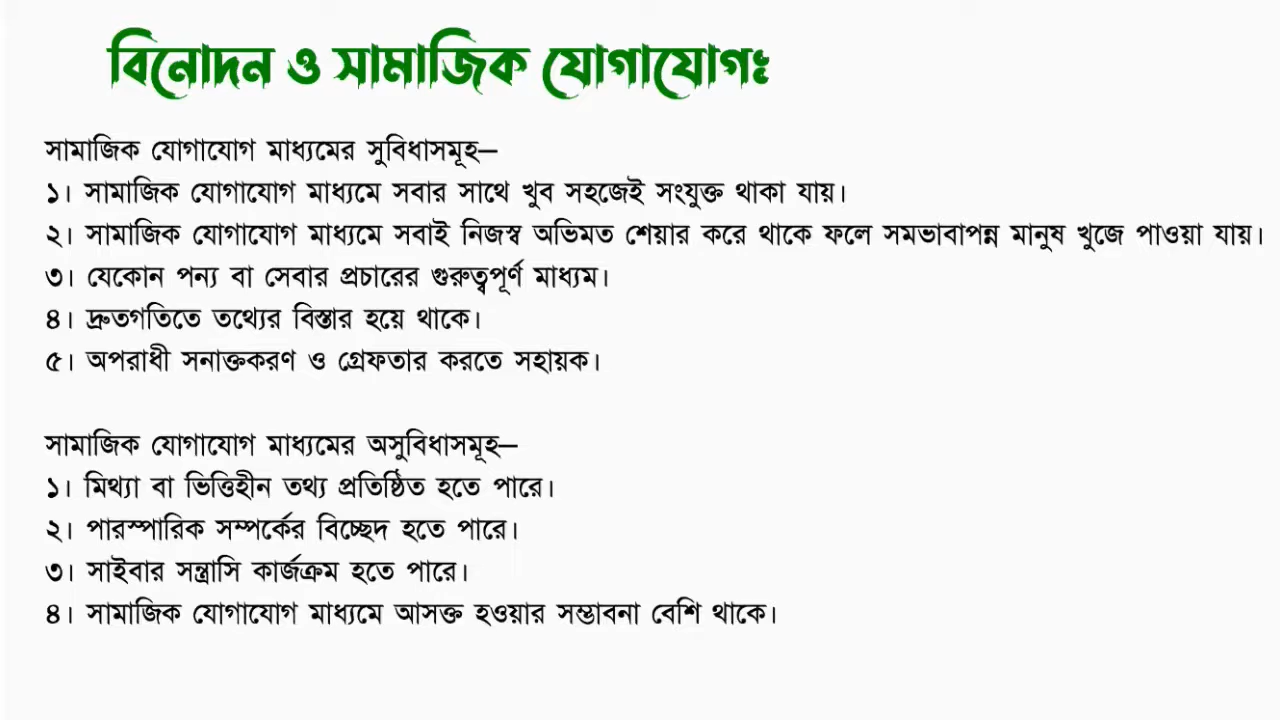 বিনোদন ও সামাজিক যোগাযোগঃ
সামাজিক যোগাযোগ মাধ্যমের সুবিধাসমূহ—
১। সামাজিক যোগাযোগ মাধ্যমে সবার সাথে খুব সহজেই সংযুক্ত থাকা যায়।
২। সামাজিক যোগাযোগ মাধ্যমে সবাই নিজস্ব অভিমত শেয়ার করে থাকে ফলে সমভাবাপন্ন মানুষ খুজে পাওয়া যায়।
৩। যেকোন পন্য বা সেবার প্রচারের গুরুত্বপূর্ণ মাধ্যম।
৪। দ্রুতগতিতে তথ্যের বিস্তার হয়ে থাকে।
৫। অপরাধী সনাক্তকরণ ও গ্রেফতার করতে সহায়ক।
সামাজিক যোগাযোগ মাধ্যমের অসুবিধাসমূহ—
১। মিথ্যা বা ভিত্তিহীন তথ্য প্রতিষ্ঠিত হতে পারে।
২। পারস্পারিক সম্পর্কের বিচ্ছেদ হতে পারে।
৩। সাইবার সন্ত্রাসি কার্জক্রম হতে পারে।
৪। সামাজিক যোগাযোগ মাধ্যমে আসক্ত হওয়ার সম্ভাবনা বেশি থাকে।